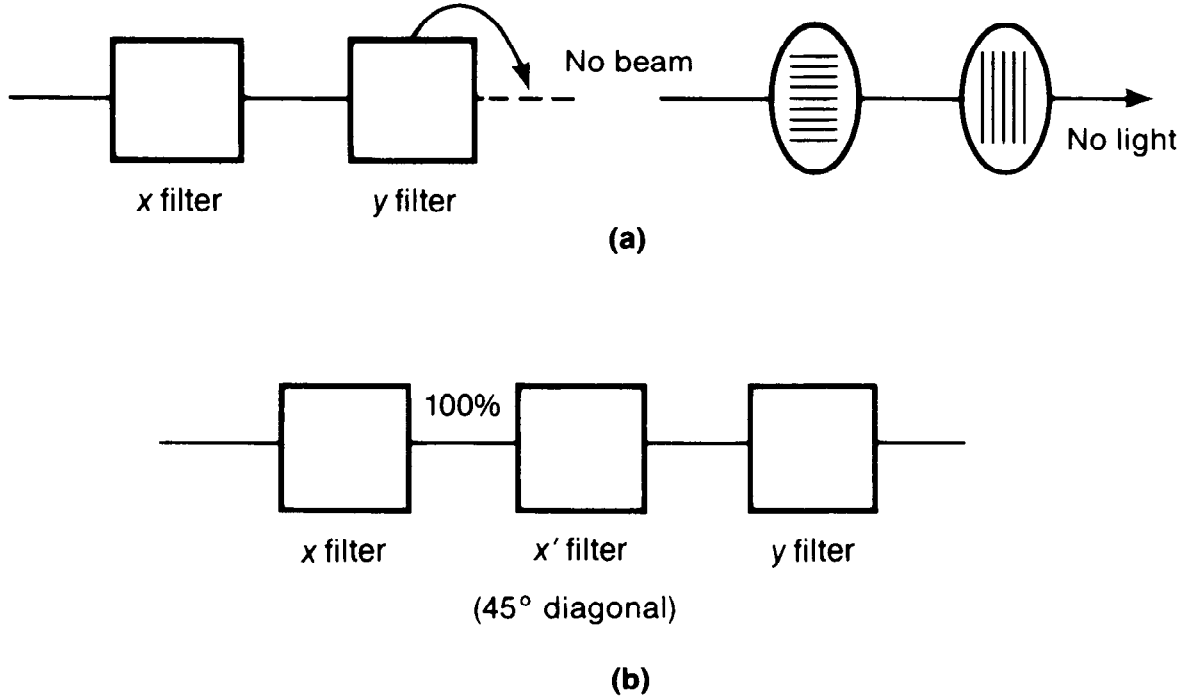 No beam
No light
x filter
y filter
(a)
100%
x′ filter
x filter
y filter
(45° diagonal)
(b)